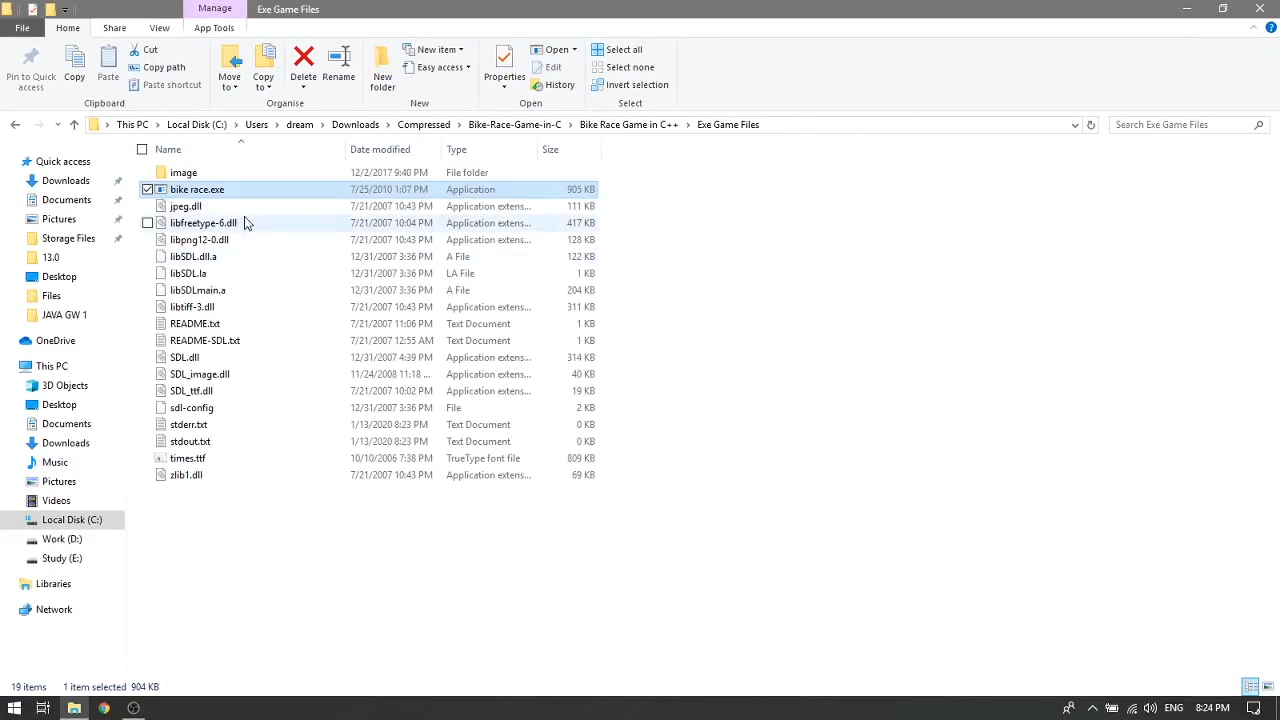 Manage Exe Game Files
File Home Share View App Tools
Pin to Quick access
Copy
Paste
Cut
Copy path
Paste shortcut
Clipboard
Move to
Copy to
Delete
Rename
Organise
New folder
New item
Easy access
New
Properties
Open
Edit
History
Open
Select all
Select none
Invert selection
Select
This PC > Local Disk (C:) > Users > dream > Downloads > Compressed > Bike-Race-Game-in-C > Bike Race Game in C++ > Exe Game Files
Search Exe Game Files
Quick access
Downloads
Documents
Pictures
Storage Files
13.0
Desktop
Files
JAVA GW 1
OneDrive
This PC
3D Objects
Desktop
Documents
Downloads
Music
Pictures
Videos
Local Disk (C:)
Work (D:)
Study (E:)
Libraries
Network
Name Date modified Type Size
image 12/2/2017 9:40 PM File folder
bike race.exe 7/25/2010 1:07 PM Application 905 KB
jpeg.dll 7/21/2007 10:43 PM Application extens... 111 KB
libfreetype-6.dll 7/21/2007 10:04 PM Application extens... 417 KB
libpng12-0.dll 7/21/2007 10:43 PM Application extens... 128 KB
libSDL.dll.a 12/31/2007 3:36 PM A File 122 KB
libSDL.la 12/31/2007 3:36 PM LA File 1 KB
libSDLmain.a 12/31/2007 3:36 PM A File 204 KB
libtiff-3.dll 7/21/2007 10:43 PM Application extens... 311 KB
README.txt 7/21/2007 11:06 PM Text Document 1 KB
README-SDL.txt 7/21/2007 12:55 AM Text Document 1 KB
SDL.dll 12/31/2007 4:39 PM Application extens... 314 KB
SDL_image.dll 11/24/2008 11:18 ... Application extens... 40 KB
SDL_ttf.dll 7/21/2007 10:02 PM Application extens... 19 KB
sdl-config 12/31/2007 3:36 PM File 2 KB
stderr.txt 1/13/2020 8:23 PM Text Document 0 KB
stdout.txt 1/13/2020 8:23 PM Text Document 0 KB
times.ttf 10/10/2006 7:38 PM TrueType font file 809 KB
zlib1.dll 7/21/2007 10:43 PM Application extens... 69 KB
19 items 1 item selected 904 KB
ENG 8:24 PM